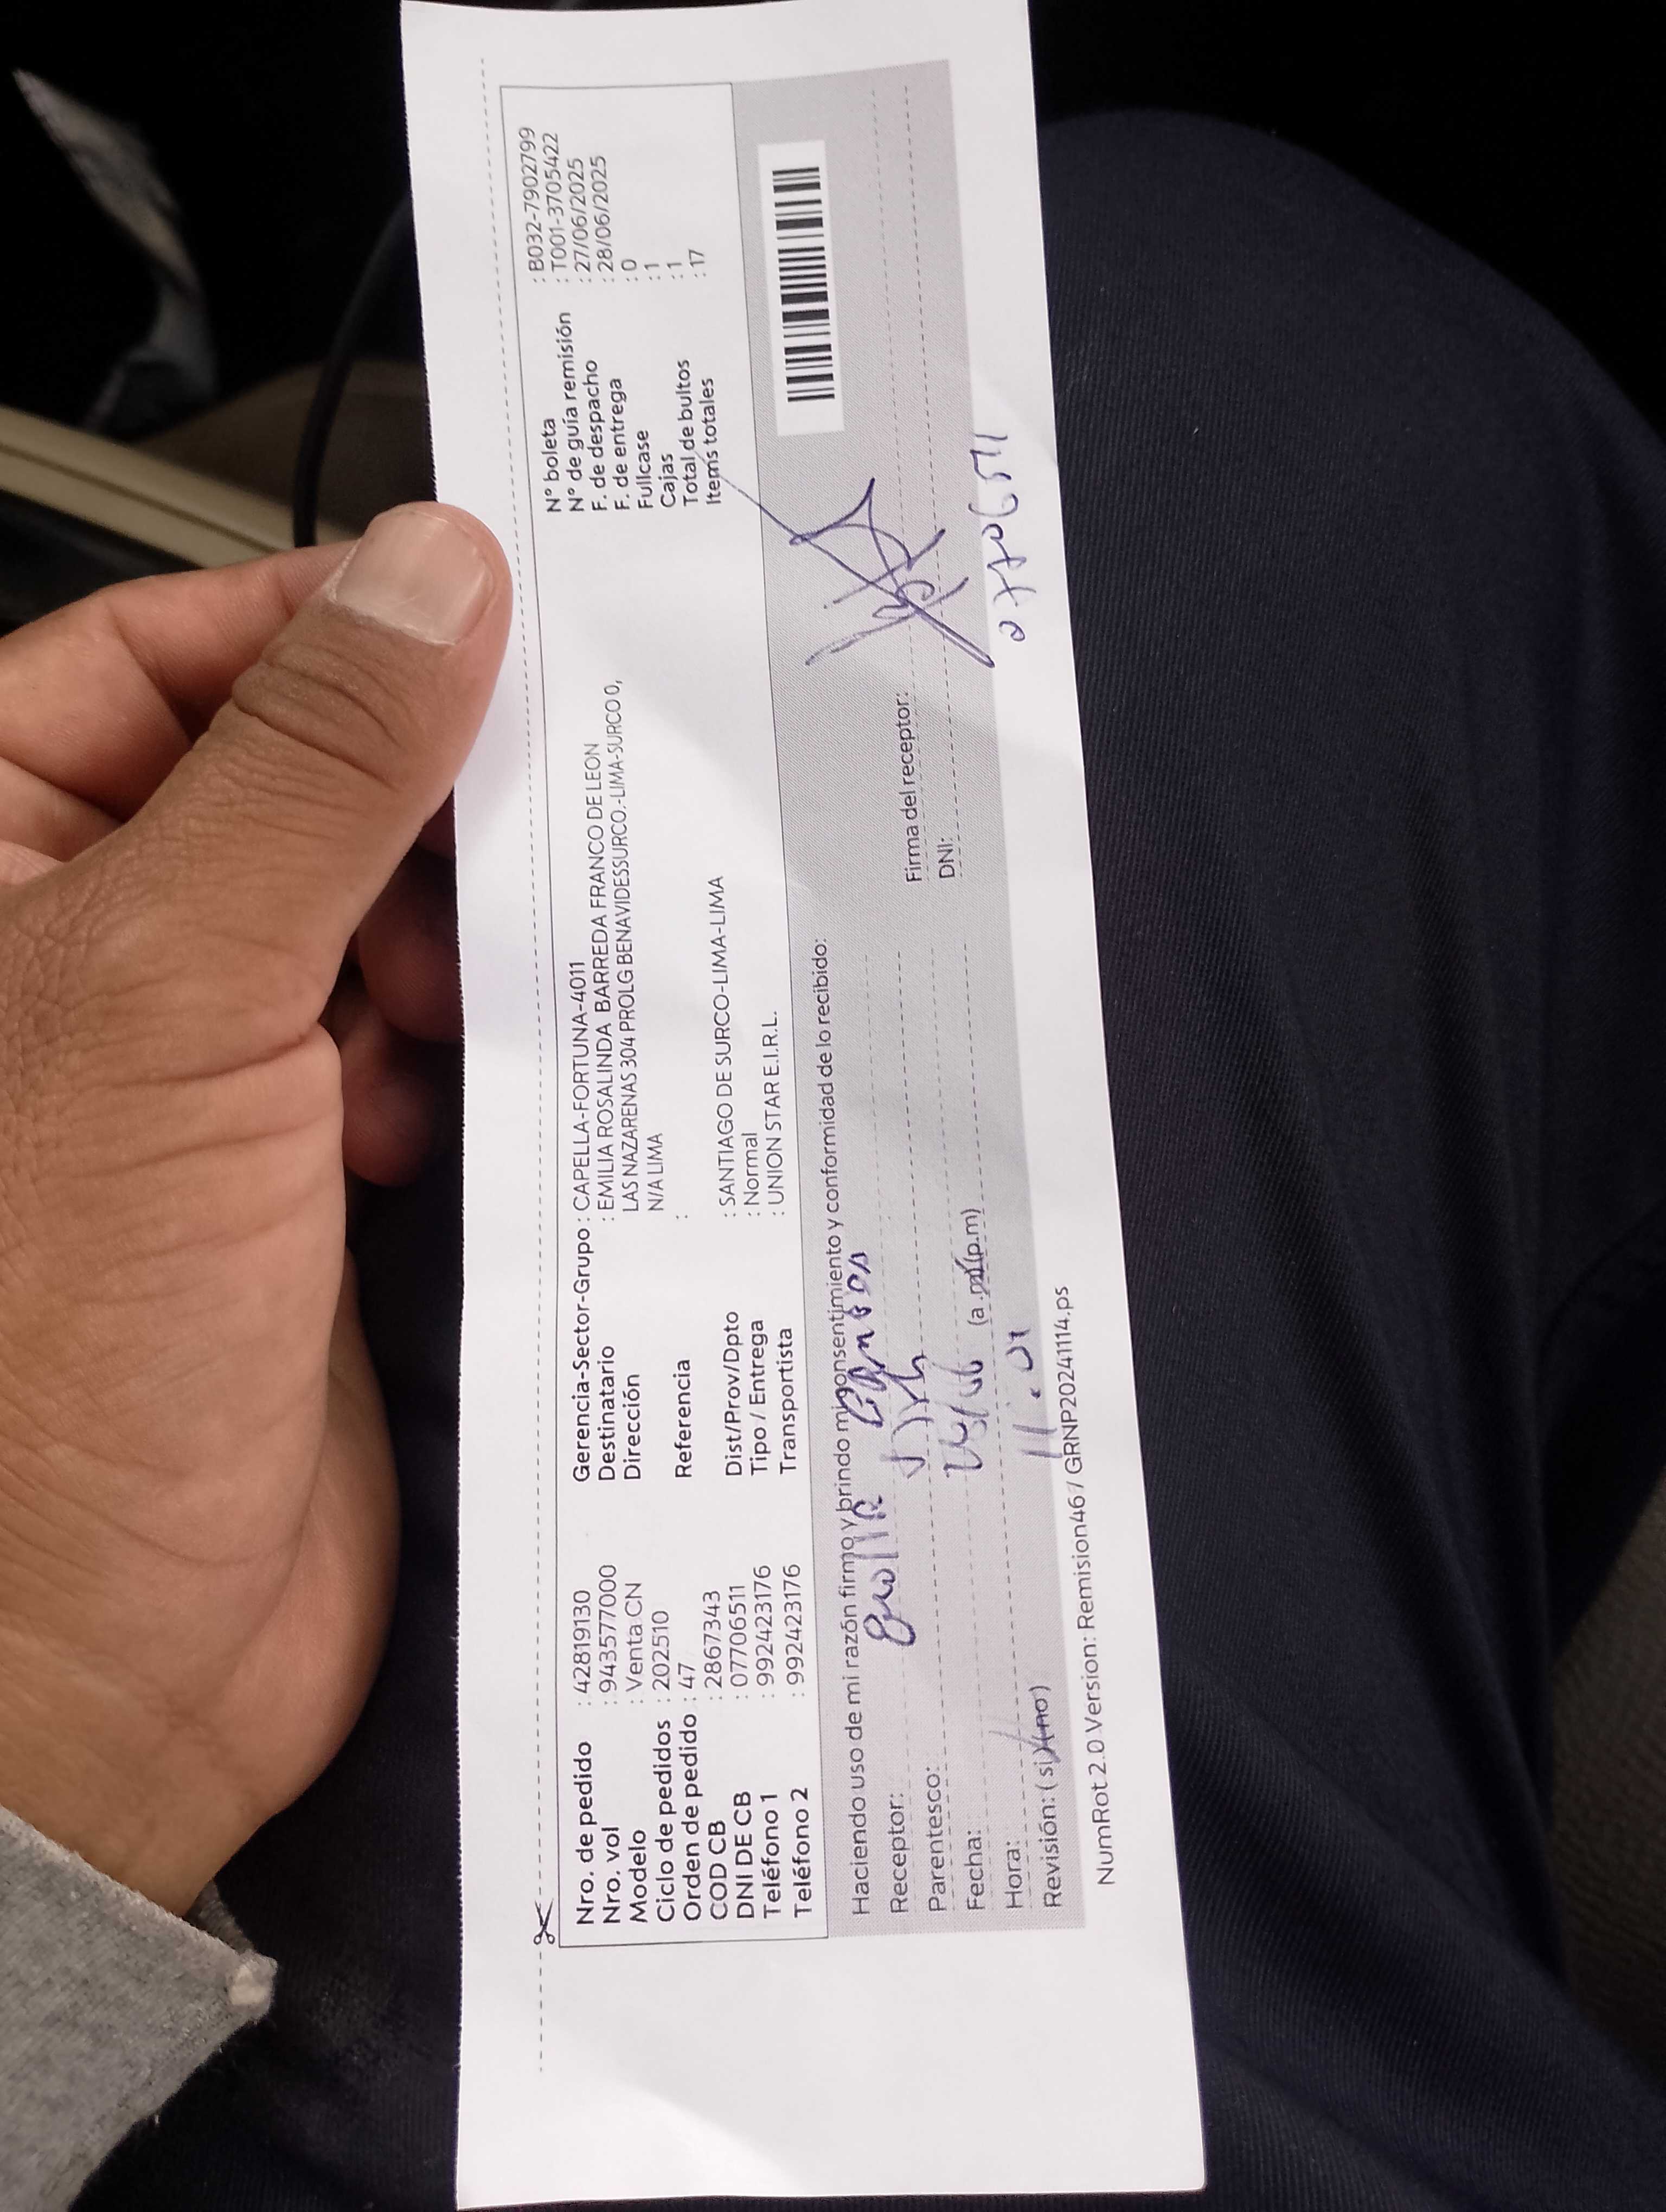 Nro. de pedido : 42819130
Nro. vol : 943577000
Modelo : Venta CN
Ciclo de pedidos : 202510
Orden de pedido : 47
COD CB : 2867343
DNI DE CB : 07706511
Teléfono 1 : 992423176
Teléfono 2 : 992423176
Gerencia-Sector-Grupo : CAPELLA-FORTUNA-4011
Destinatario : EMILIA ROSALINDA BARREDA FRANCO DE LEON
Dirección LAS NAZARENAS 304 PROLG BENAVIDESSURCO.-LIMA-SURCO 0,
N/A LIMA
Referencia :
Dist/Prov/Dpto : SANTIAGO DE SURCO-LIMA-LIMA
Tipo / Entrega : Normal
Transportista : UNION STAR E.I.R.L.
N° boleta : B032-7902799
N° de guía remisión : T001-3705422
F. de despacho : 27/06/2025
F. de entrega : 28/06/2025
Fullcase : 0
Cajas : 1
Total de bultos : 1
Items totales : 17
Haciendo uso de mi razón firmo y brindo mi consentimiento y conformidad de lo recibido:
Receptor:
Parentesco:
Fecha: (a.m)(p.m)
Hora: 11.01
Revisión: (si)(no)
Firma del receptor:
DNI: 07706511
NumRot 2.0 Version: Remision46 / GRNP20241114.ps